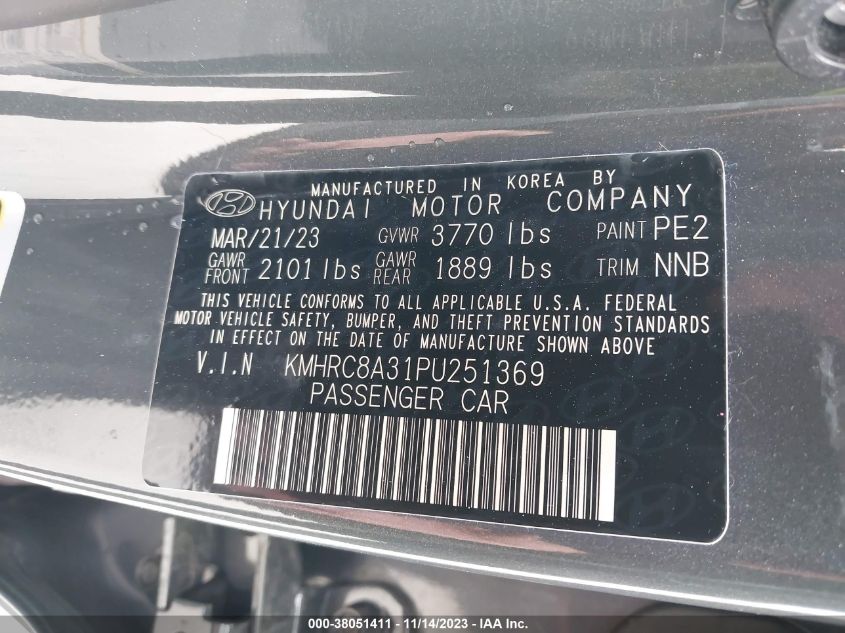 MANUFACTURED IN KOREA BY
HYUNDAI MOTOR COMPANY
MAR/21/23 GVWR 3770 lbs PAINT PE2
GAWR FRONT 2101 lbs GAWR REAR 1889 lbs TRIM NNB
THIS VEHICLE CONFORMS TO ALL APPLICABLE U.S.A. FEDERAL
MOTOR VEHICLE SAFETY, BUMPER, AND THEFT PREVENTION STANDARDS
IN EFFECT ON THE DATE OF MANUFACTURE SHOWN ABOVE
V.I.N KMHRC8A31PU251369
PASSENGER CAR
000-38051411 - 11/14/2023 - IAA Inc.